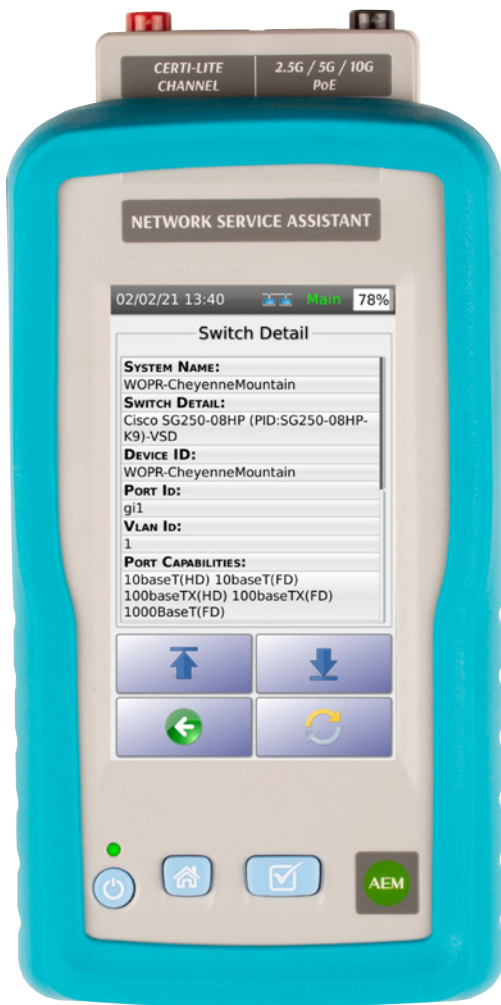 CERTI-LITE
CHANNEL
2.5G / 5G / 10G
PoE
NETWORK SERVICE ASSISTANT
02/02/21 13:40
Main
78%
Switch Detail
SYSTEM NAME:
WOPR-CheyenneMountain
SWITCH DETAIL:
Cisco SG250-08HP (PID:SG250-08HP-
K9)-VSD
DEVICE ID:
WOPR-CheyenneMountain
PORT ID:
gi1
VLAN ID:
1
PORT CAPABILITIES:
10baseT(HD) 10baseT(FD)
100baseTX(HD) 100baseTX(FD)
1000BaseT(FD)
AEM